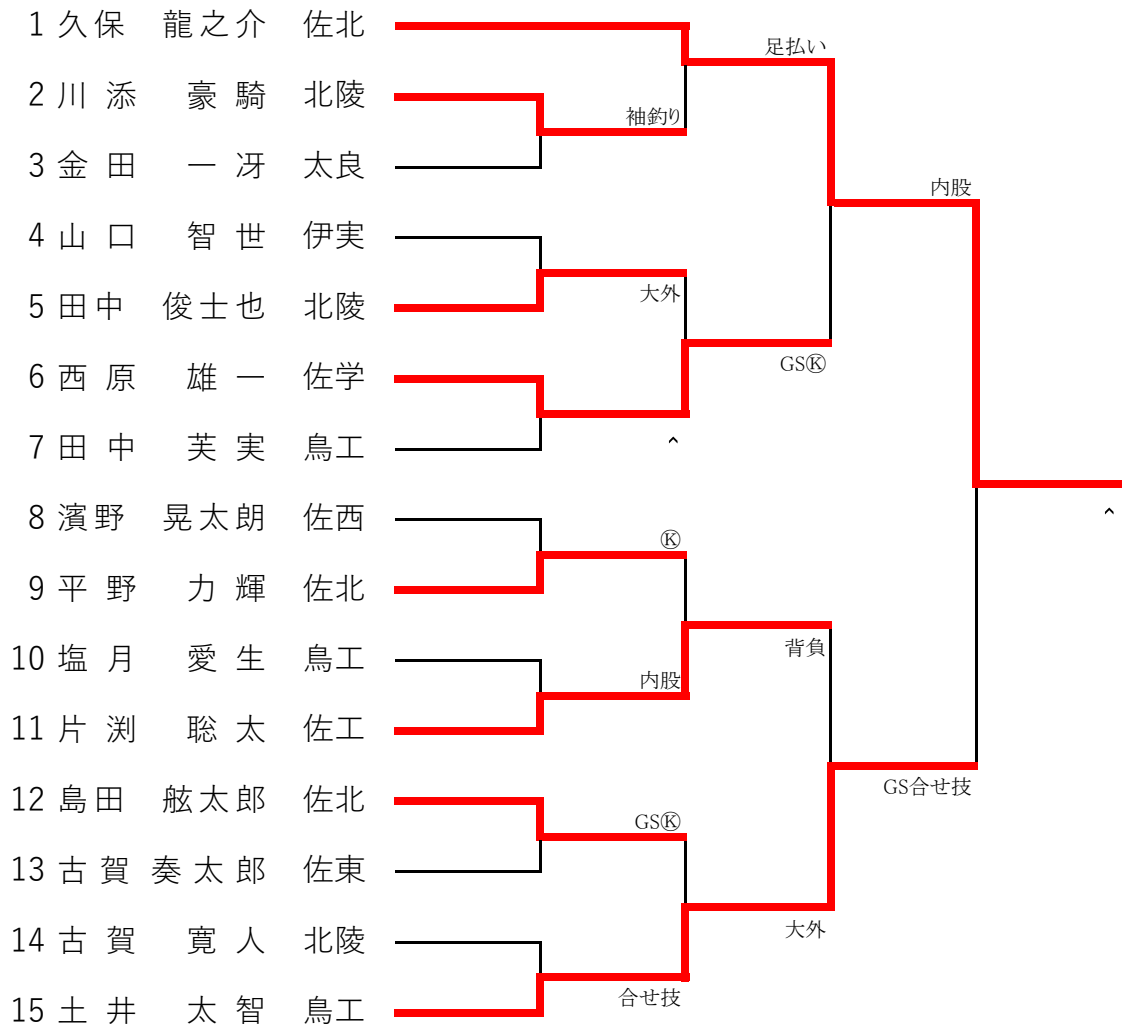 1 久保 龍之介 佐北
足払い
2 川添 豪騎 北陵
袖釣り
3 金田 一冴 太良
内股
4 山口 智世 伊実
大外
5 田中 俊士也 北陵
GSⓀ
6 西原 雄一 佐学
^
7 田中 芙実 鳥工
^
8 濱野 晃太朗 佐西
Ⓚ
9 平野 力輝 佐北
背負
10 塩月 愛生 鳥工
内股
11 片渕 聡太 佐工
GS合せ技
12 島田 舷太郎 佐北
GSⓀ
13 古賀 奏太郎 佐東
大外
14 古賀 寛人 北陵
合せ技
15 土井 太智 鳥工